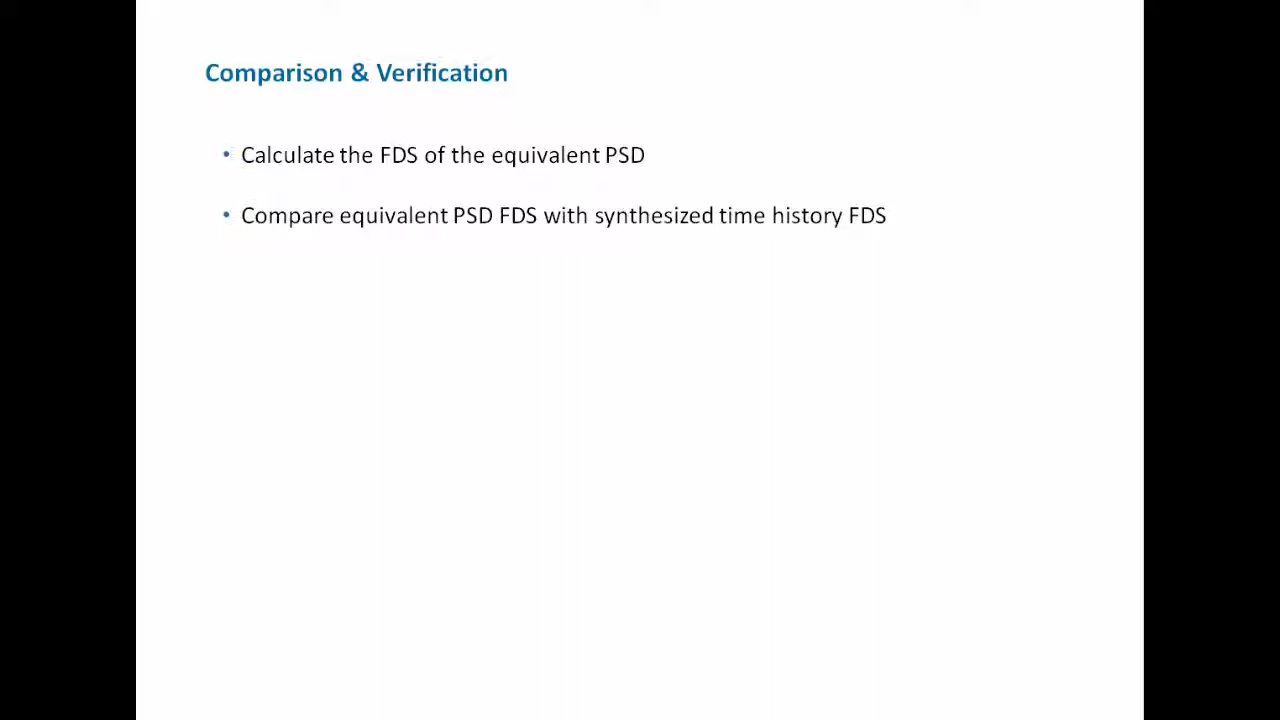 Comparison & Verification
• Calculate the FDS of the equivalent PSD
• Compare equivalent PSD FDS with synthesized time history FDS